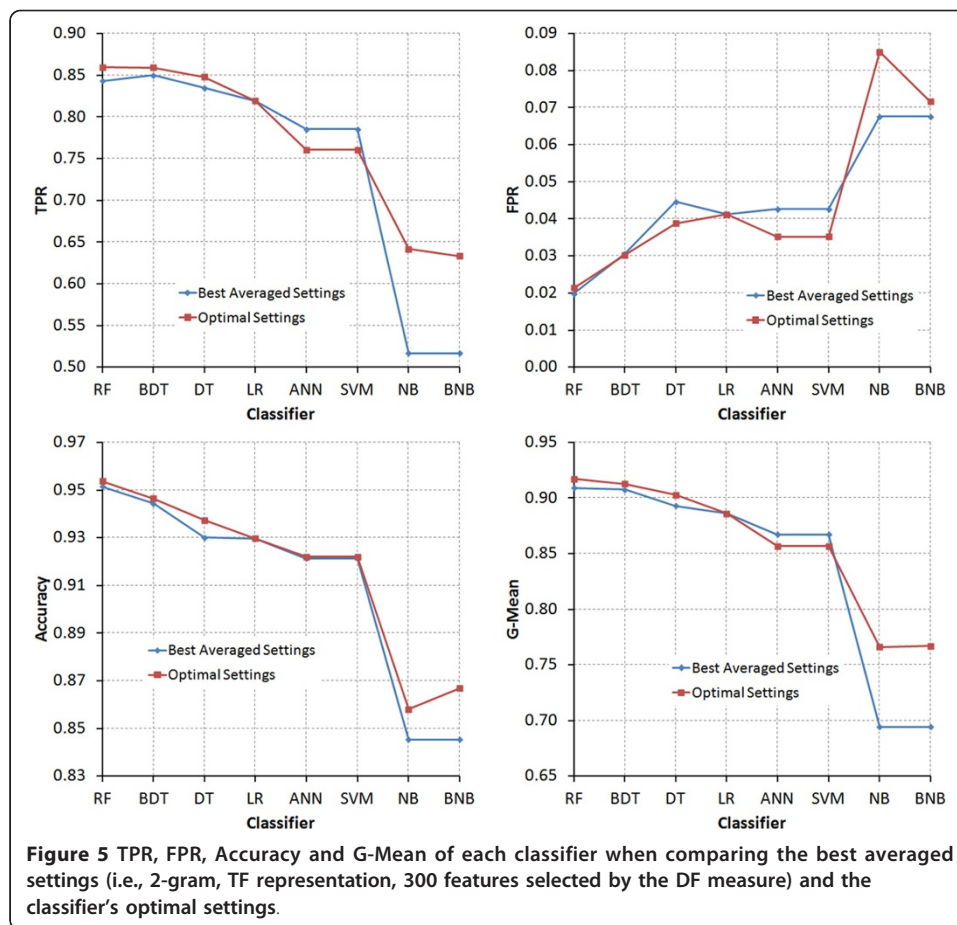 0.90
0.85
0.80
0.75
0.70
0.65
0.60
0.55
0.50
TPR
Best Averaged Settings
Optimal Settings
RF BDT DT LR ANN SVM NB BNB
Classifier
0.09
0.08
0.07
0.06
0.05
0.04
0.03
0.02
0.01
0.00
FPR
Best Averaged Settings
Optimal Settings
RF BDT DT LR ANN SVM NB BNB
Classifier
0.97
0.95
0.93
0.91
0.89
0.87
0.85
0.83
Accuracy
Best Averaged Settings
Optimal Settings
RF BDT DT LR ANN SVM NB BNB
Classifier
0.95
0.90
0.85
0.80
0.75
0.70
0.65
G-Mean
Best Averaged Settings
Optimal Settings
RF BDT DT LR ANN SVM NB BNB
Classifier
Figure 5 TPR, FPR, Accuracy and G-Mean of each classifier when comparing the best averaged
settings (i.e., 2-gram, TF representation, 300 features selected by the DF measure) and the
classifier's optimal settings.